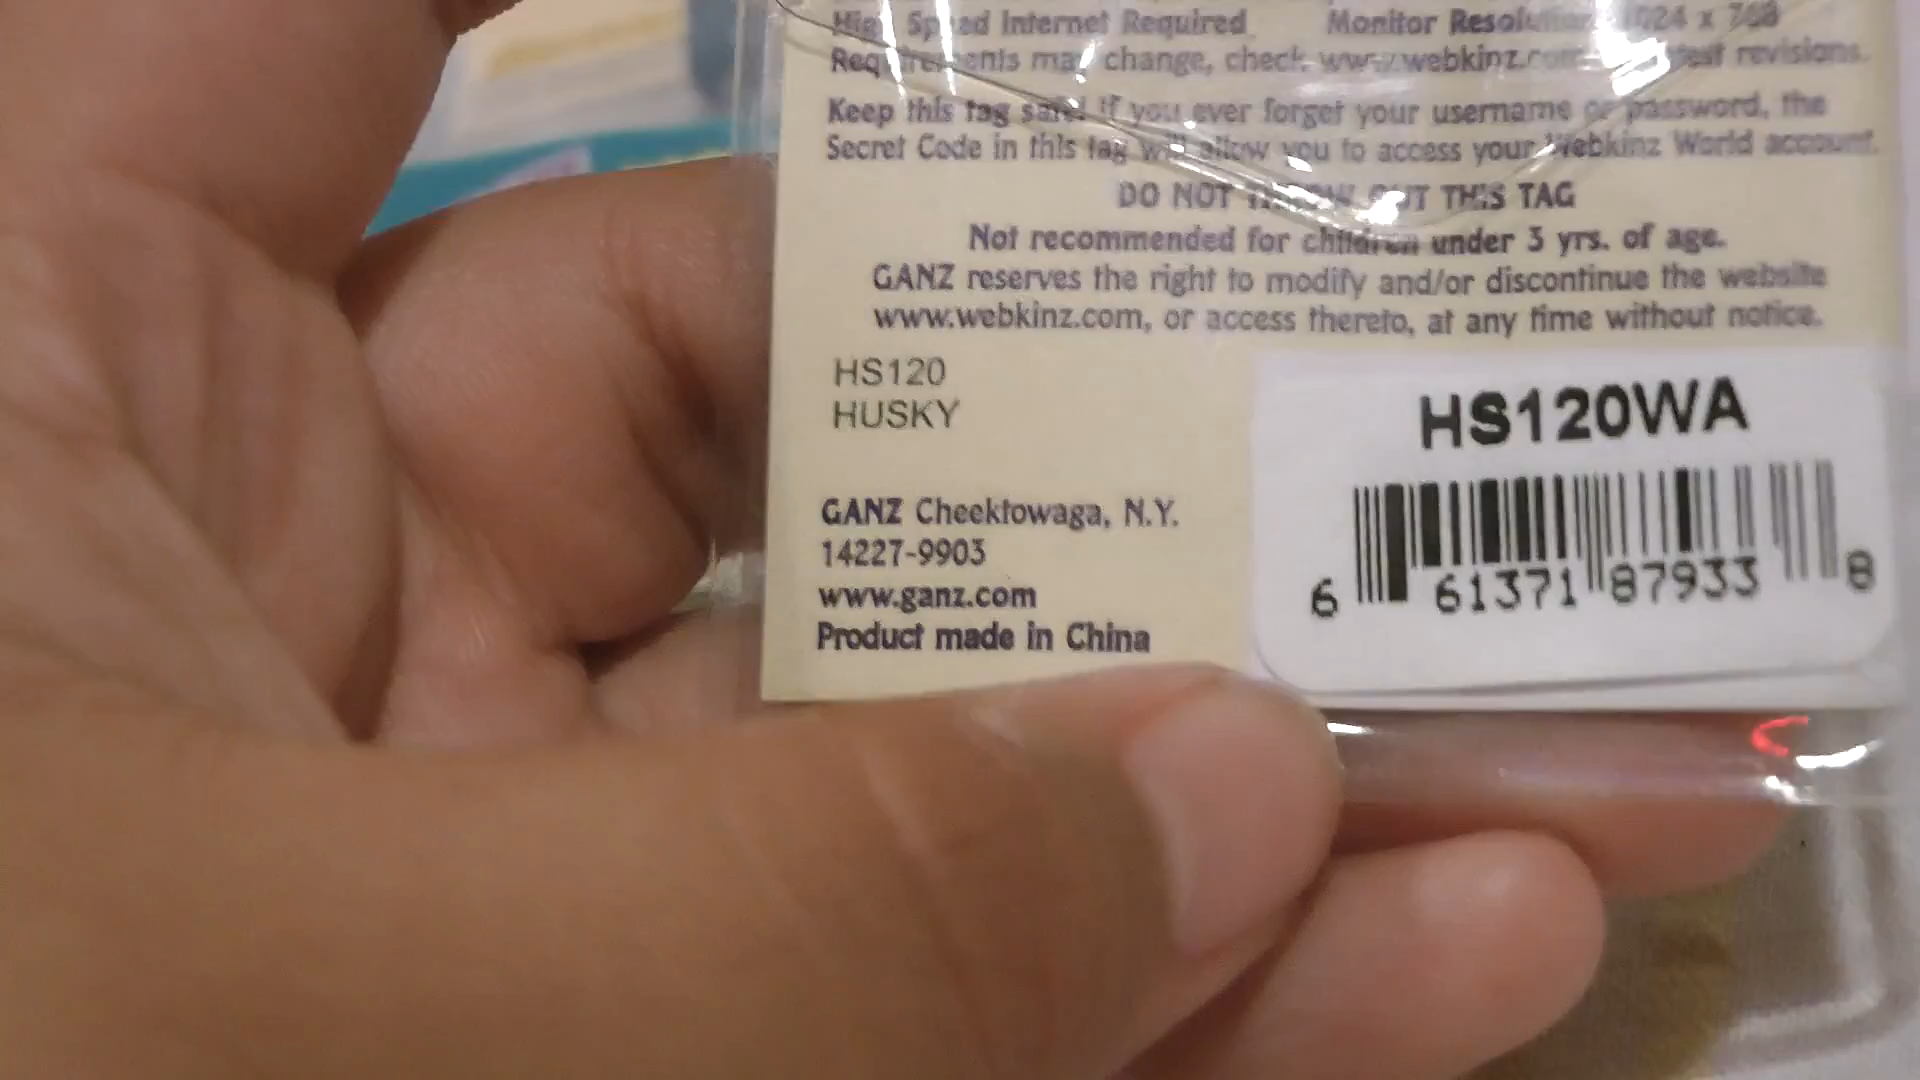 High Speed Internet Required Monitor Resolution 1024 x 768
Requirements may change, check www.webkinz.com latest revisions.
Keep this tag safe! If you ever forget your username or password, the
Secret Code in this tag will allow you to access your Webkinz World account.
DO NOT THROW OUT THIS TAG
Not recommended for children under 3 yrs. of age.
GANZ reserves the right to modify and/or discontinue the website
www.webkinz.com, or access thereto, at any time without notice.
HS120
HUSKY
HS120WA
GANZ Cheektowaga, N.Y.
14227-9903
www.ganz.com
Product made in China
6 61371 87933 8